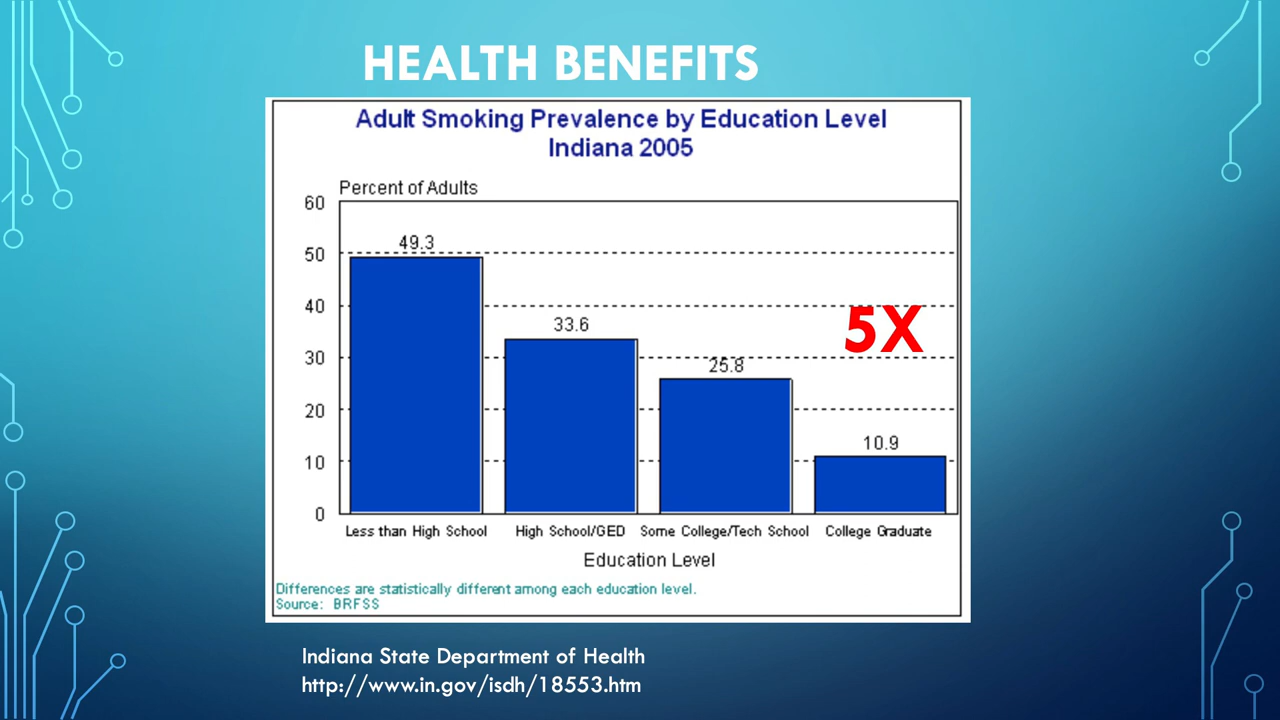 HEALTH BENEFITS
Adult Smoking Prevalence by Education Level
Indiana 2005
Percent of Adults
60
50
40
30
20
10
0
49.3
33.6
25.8
10.9
5X
Less than High School
High School/GED
Some College/Tech School
College Graduate
Education Level
Differences are statistically different among each education level.
Source: BRFSS
Indiana State Department of Health
http://www.in.gov/isdh/18553.htm